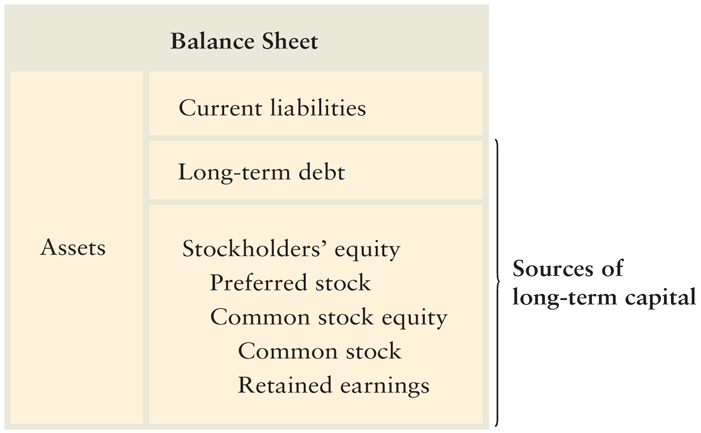 Balance Sheet
Assets
Current liabilities
Long-term debt
Stockholders’ equity
Preferred stock
Common stock equity
Common stock
Retained earnings
Sources of
long-term capital